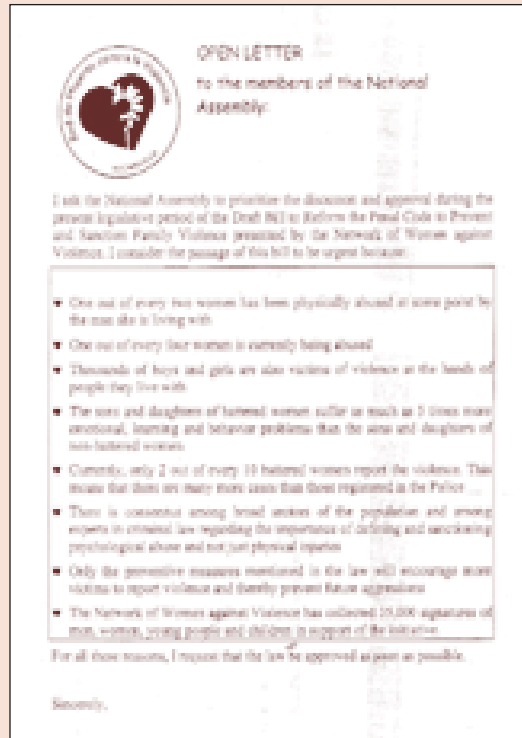 OPEN LETTER
to the members of the National
Assembly:
I ask the National Assembly to prioritize the discussion and approval during the
present legislative period of the Draft Bill to Reform the Penal Code to Prevent
and Sanction Family Violence presented by the Network of Women against
Violence. I consider the passage of this bill to be urgent because:
♥ One out of every two women has been physically abused at some point by
the man she is living with
♥ One out of every four women is currently being abused
♥ Thousands of boys and girls are also victims of violence at the hands of
people they live with
♥ The sons and daughters of battered women suffer as much as 5 times more
emotional, learning and behavior problems than the sons and daughters of
non-battered women
♥ Currently, only 2 out of every 10 battered women report the violence. This
means that there are many more cases than those registered in the Police
♥ There is consensus among broad sectors of the population and among
experts in criminal law regarding the importance of defining and sanctioning
psychological abuse and not just physical injuries
♥ Only the preventive measures mentioned in the law will encourage more
victims to report violence and thereby prevent future aggressions
♥ The Network of Women against Violence has collected signatures of
men, women, young people and children in support of the initiative
For all these reasons, I request that the law be approved as soon as possible.
Sincerely,